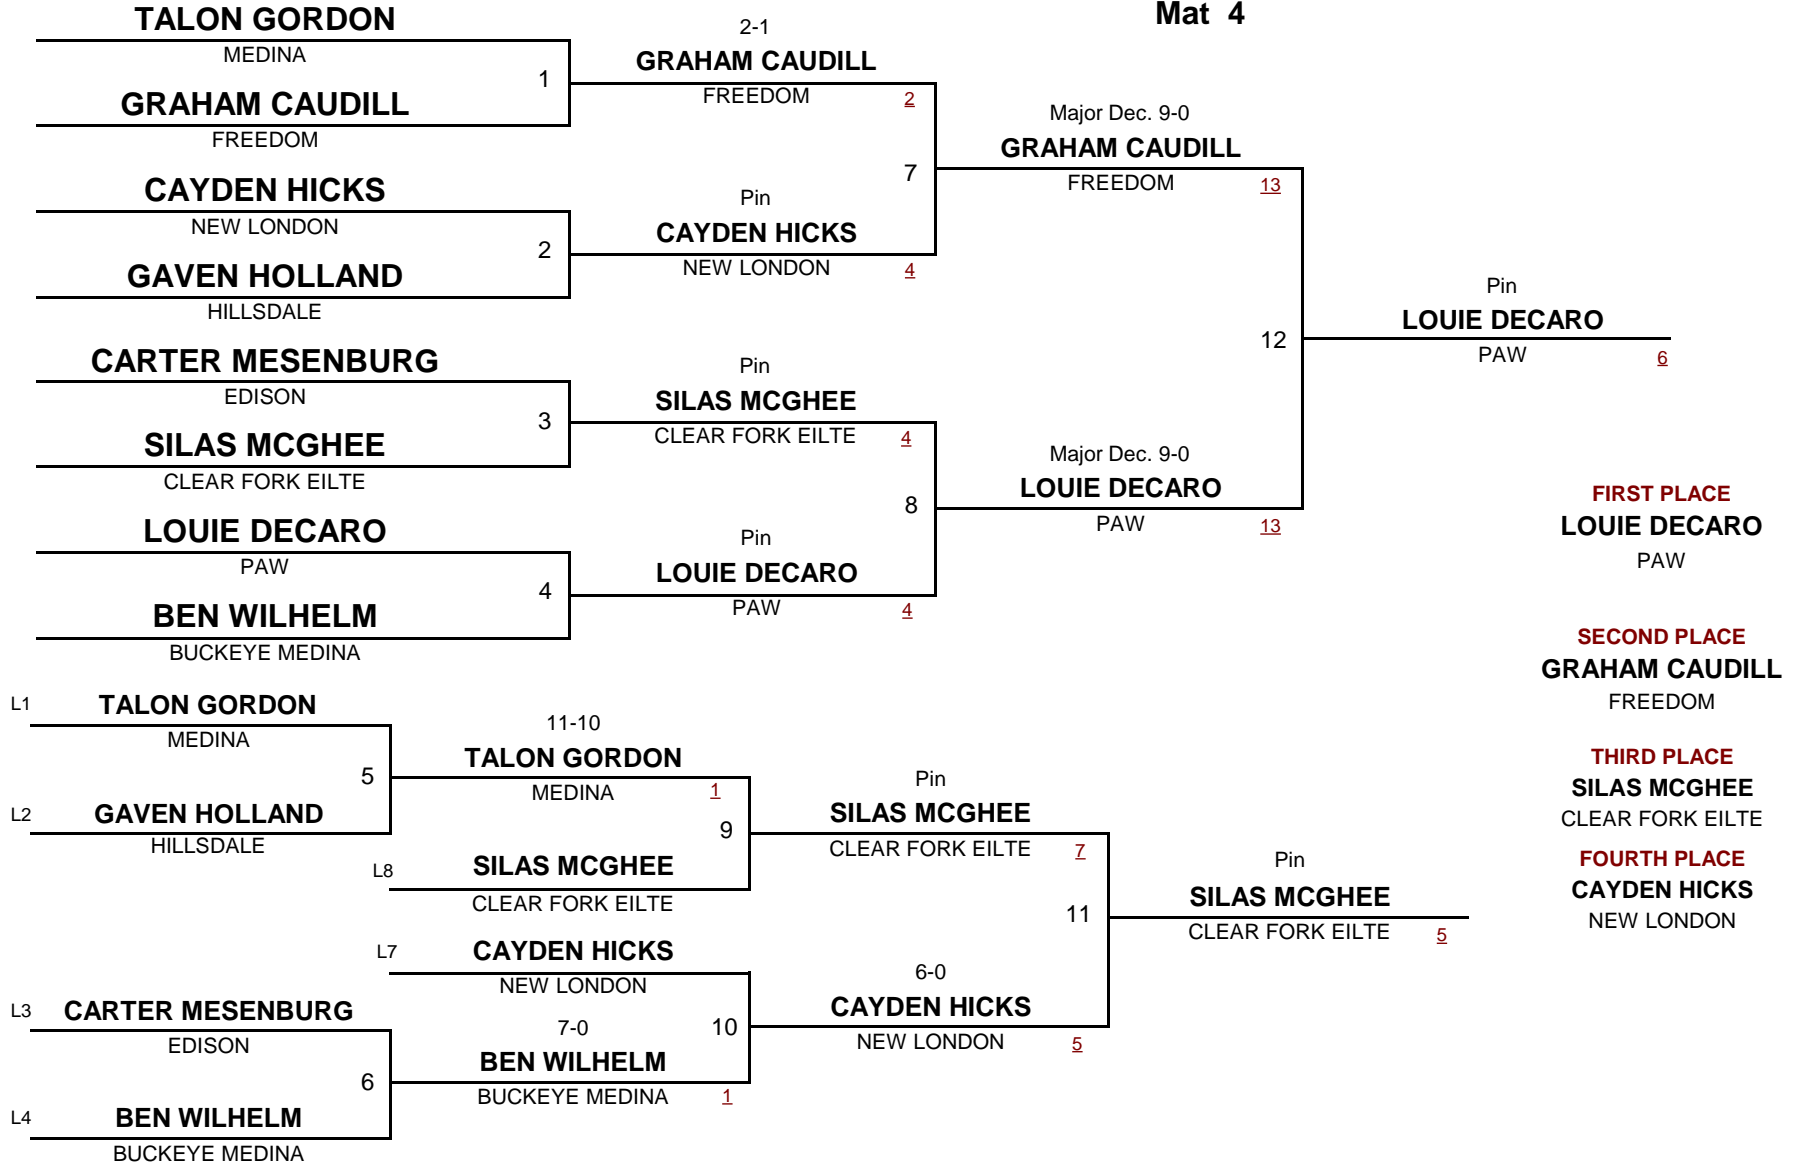 Mat 4
TALON GORDON
MEDINA
1
GRAHAM CAUDILL
FREEDOM
CAYDEN HICKS
NEW LONDON
2
GAVEN HOLLAND
HILLSDALE
CARTER MESENBURG
EDISON
3
SILAS MCGHEE
CLEAR FORK EILTE
LOUIE DECARO
PAW
4
BEN WILHELM
BUCKEYE MEDINA
2-1
GRAHAM CAUDILL
FREEDOM 2
7
Pin
CAYDEN HICKS
NEW LONDON 4
Pin
SILAS MCGHEE
CLEAR FORK EILTE 4
8
Pin
LOUIE DECARO
PAW 4
Major Dec. 9-0
GRAHAM CAUDILL
FREEDOM 13
12
Major Dec. 9-0
LOUIE DECARO
PAW 13
Pin
LOUIE DECARO
PAW 6
L1 TALON GORDON
MEDINA
5
L2 GAVEN HOLLAND
HILLSDALE
11-10
TALON GORDON
MEDINA 1
9
L8 SILAS MCGHEE
CLEAR FORK EILTE
L7 CAYDEN HICKS
NEW LONDON
L3 CARTER MESENBURG
EDISON
6
L4 BEN WILHELM
BUCKEYE MEDINA
7-0
10
BEN WILHELM
BUCKEYE MEDINA 1
Pin
SILAS MCGHEE
CLEAR FORK EILTE 7
11
6-0
CAYDEN HICKS
NEW LONDON 5
Pin
SILAS MCGHEE
CLEAR FORK EILTE 5
FIRST PLACE
LOUIE DECARO
PAW
SECOND PLACE
GRAHAM CAUDILL
FREEDOM
THIRD PLACE
SILAS MCGHEE
CLEAR FORK EILTE
FOURTH PLACE
CAYDEN HICKS
NEW LONDON